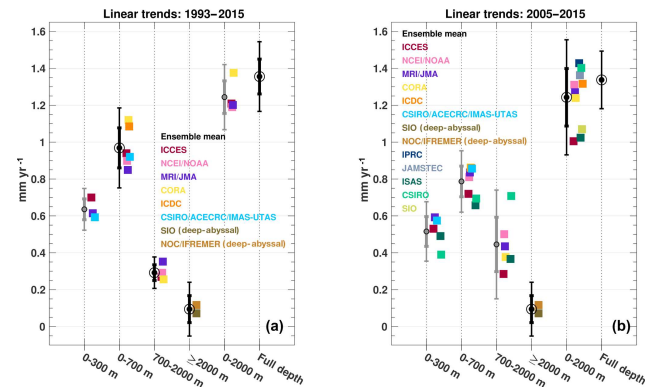 Linear trends: 1993−2015
mm yr⁻¹
1.6
1.4
1.2
1
0.8
0.6
0.4
0.2
0
Ensemble mean
ICCES
NCEI/NOAA
MRI/JMA
CORA
ICDC
CSIRO/ACECRC/IMAS-UTAS
SIO (deep-abyssal)
NOC/IFREMER (deep-abyssal)
(a)
0-300 m
0-700 m
700-2000 m
≥2000 m
0-2000 m
Full depth
Linear trends: 2005−2015
mm yr⁻¹
1.6
1.4
1.2
1
0.8
0.6
0.4
0.2
0
Ensemble mean
ICCES
NCEI/NOAA
MRI/JMA
CORA
ICDC
CSIRO/ACECRC/IMAS-UTAS
SIO (deep-abyssal)
NOC/IFREMER (deep-abyssal)
IPRC
JAMSTEC
ISAS
CSIRO
SIO
(b)
0-300 m
0-700 m
700-2000 m
≥2000 m
0-2000 m
Full depth